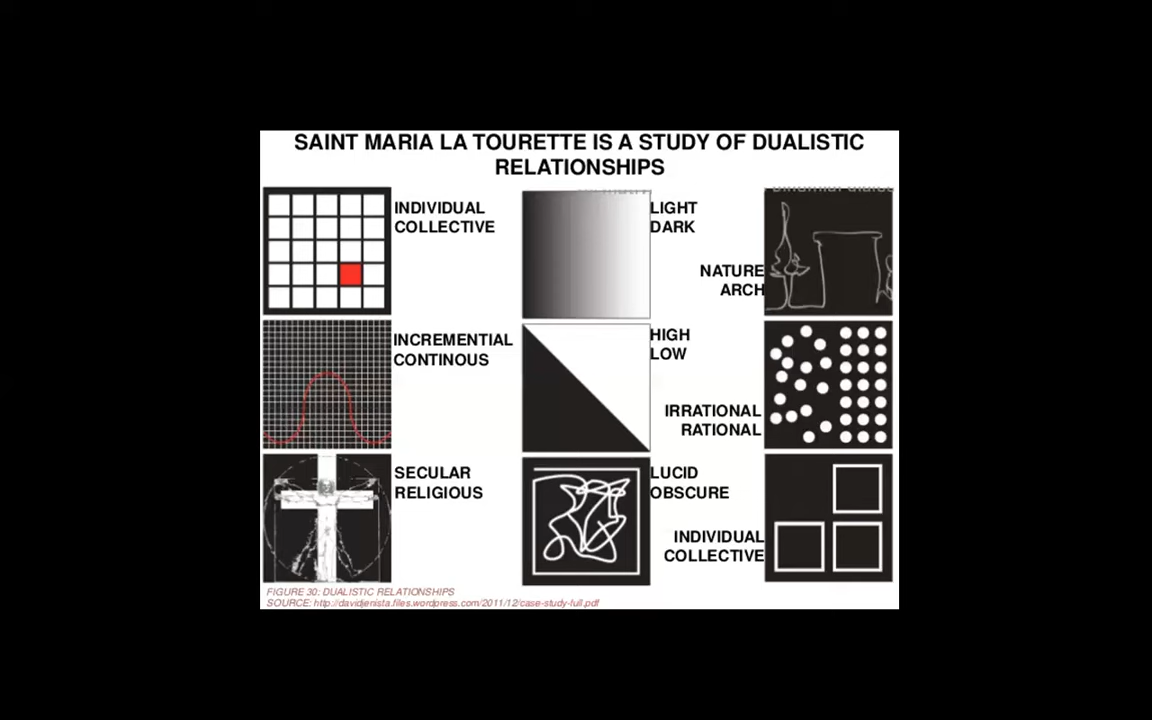 SAINT MARIA LA TOURETTE IS A STUDY OF DUALISTIC
RELATIONSHIPS
INDIVIDUAL
COLLECTIVE
LIGHT
DARK
NATURE
ARCH
INCREMENTIAL
CONTINOUS
HIGH
LOW
IRRATIONAL
RATIONAL
SECULAR
RELIGIOUS
LUCID
OBSCURE
INDIVIDUAL
COLLECTIVE
FIGURE 30: DUALISTIC RELATIONSHIPS
SOURCE: http://davidjenista.files.wordpress.com/2011/12/case-study-full.pdf